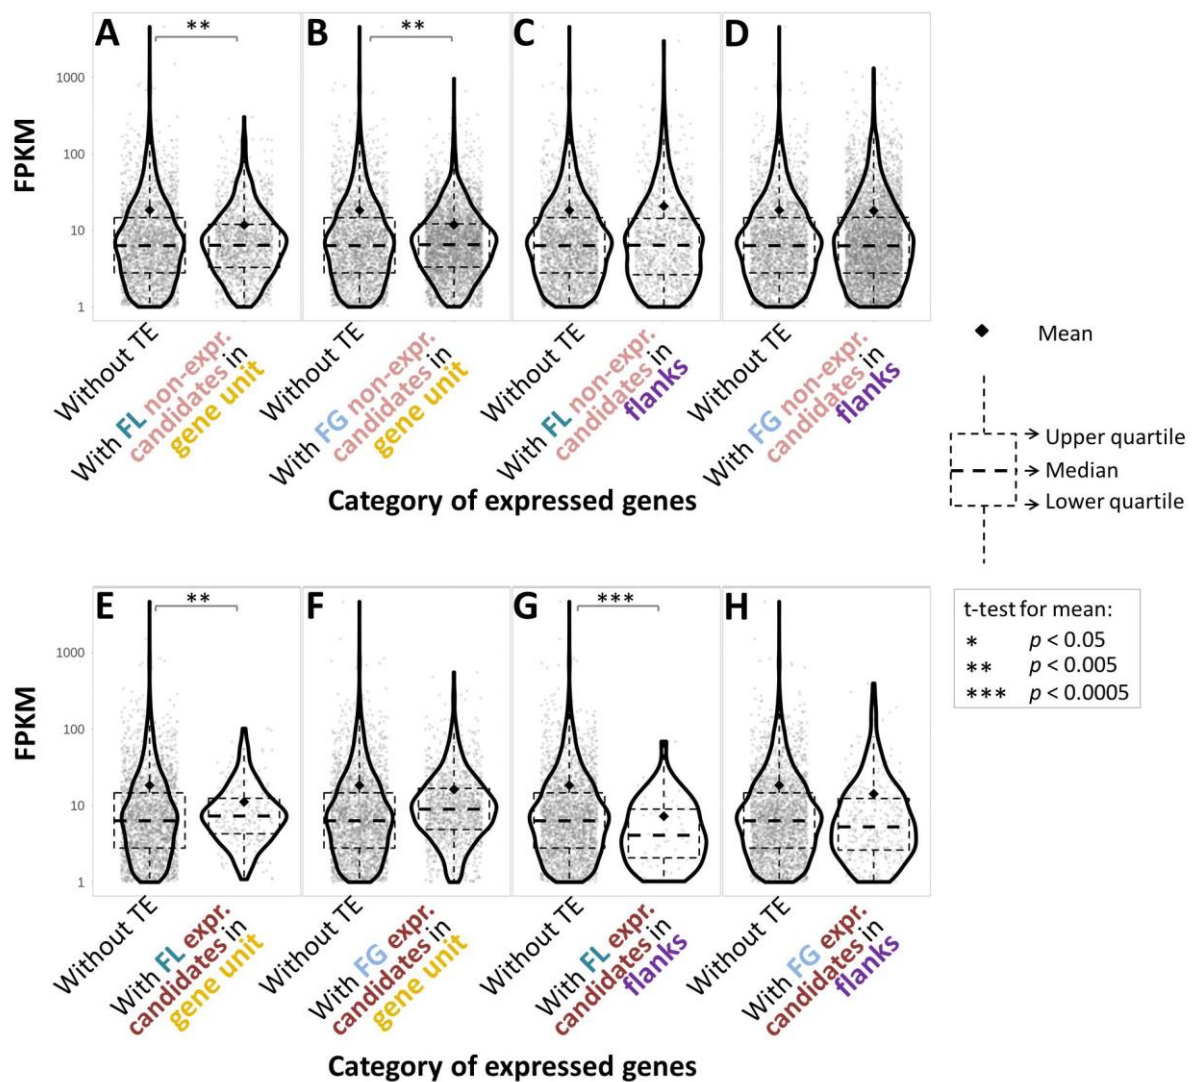 A
**
B
**
C
D
FPKM
1000
100
10
1
Without TE
With FL non-expr.
candidates in
gene unit
Without TE
With FG non-expr.
candidates in
gene unit
Without TE
With FL non-expr.
candidates in
flanks
Without TE
With FG non-expr.
candidates in
flanks
Category of expressed genes
Mean
Upper quartile
Median
Lower quartile
t-test for mean:
* p < 0.05
** p < 0.005
*** p < 0.0005
E
**
F
G
***
H
FPKM
1000
100
10
1
Without TE
With FL expr.
candidates in
gene unit
Without TE
With FG expr.
candidates in
gene unit
Without TE
With FL expr.
candidates in
flanks
Without TE
With FG expr.
candidates in
flanks
Category of expressed genes